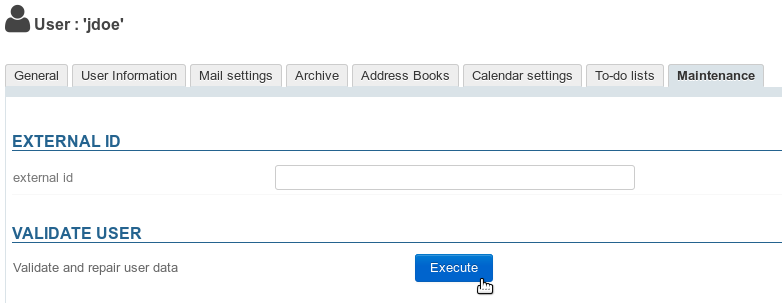 User : 'jdoe'
General User Information Mail settings Archive Address Books Calendar settings To-do lists Maintenance
EXTERNAL ID
external id
VALIDATE USER
Validate and repair user data Execute